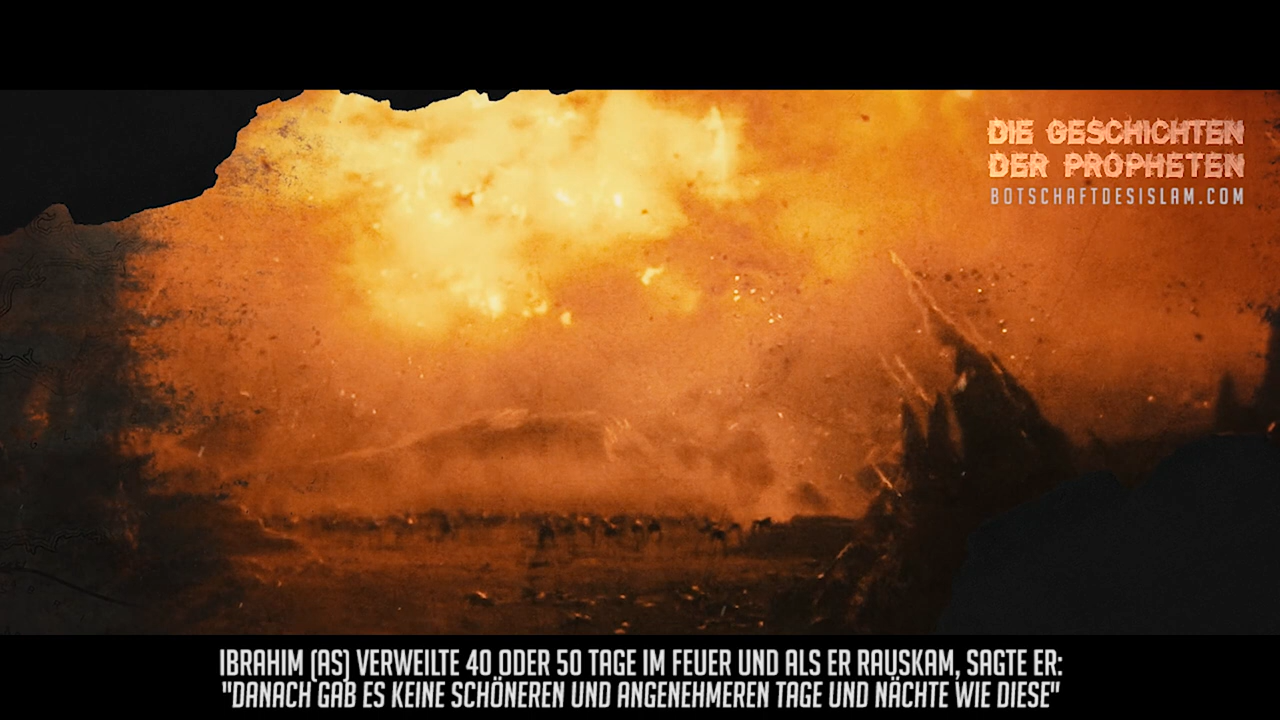 DIE GESCHICHTEN
DER PROPHETEN
BOTSCHAFTDESISLAM.COM
IBRAHIM (AS) VERWEILTE 40 ODER 50 TAGE IM FEUER UND ALS ER RAUSKAM, SAGTE ER:
"DANACH GAB ES KEINE SCHÖNEREN UND ANGENEHMEREN TAGE UND NÄCHTE WIE DIESE"